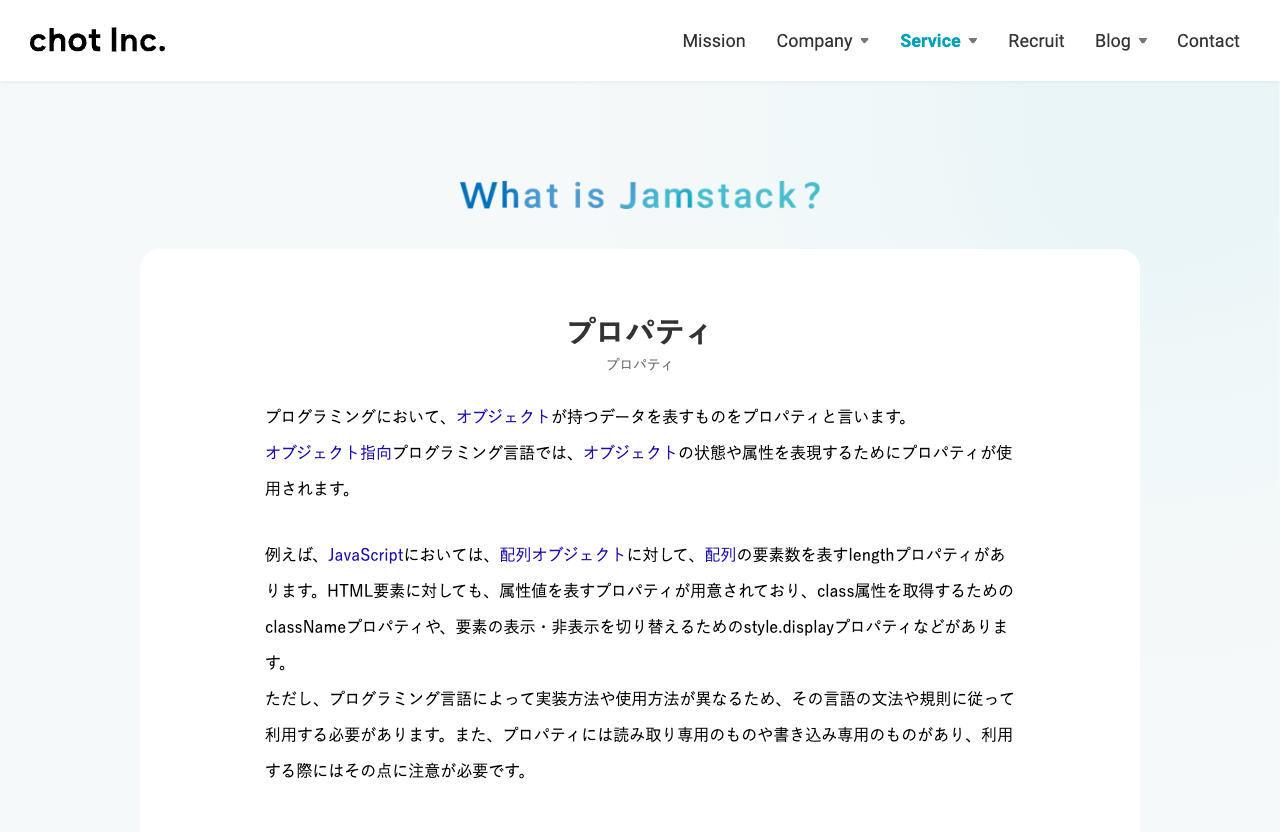 chot Inc.
Mission Company Service Recruit Blog Contact
What is Jamstack?
プロパティ
プロパティ
プログラミングにおいて、オブジェクトが持つデータを表すものをプロパティと言います。
オブジェクト指向プログラミング言語では、オブジェクトの状態や属性を表現するためにプロパティが使
用されます。
例えば、JavaScriptにおいては、配列オブジェクトに対して、配列の要素数を表すlengthプロパティがあ
ります。HTML要素に対しても、属性値を表すプロパティが用意されており、class属性を取得するための
classNameプロパティや、要素の表示・非表示を切り替えるためのstyle.displayプロパティなどがありま
す。
ただし、プログラミング言語によって実装方法や使用方法が異なるため、その言語の文法や規則に従って
利用する必要があります。また、プロパティには読み取り専用のものや書き込み専用のものがあり、利用
する際にはその点に注意が必要です。